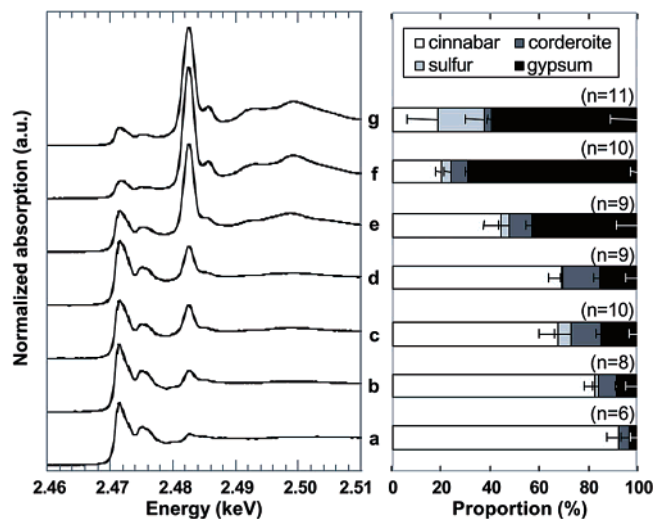 cinnabar corderoite
sulfur gypsum
Normalized absorption (a.u.)
g (n=11)
f (n=10)
e (n=9)
d (n=9)
c (n=10)
b (n=8)
a (n=6)
2.46 2.47 2.48 2.49 2.50 2.51
Energy (keV)
0 20 40 60 80 100
Proportion (%)